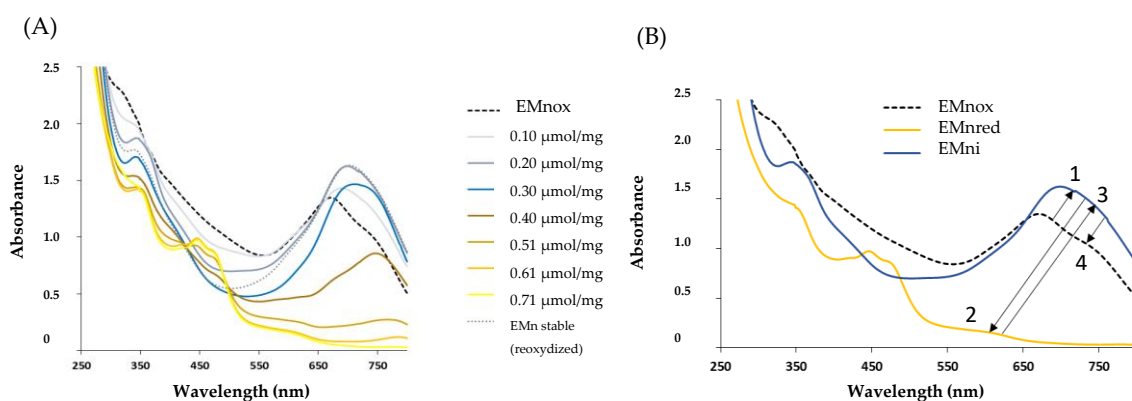 (A)
Absorbance
2.5
2.0
1.5
1.0
0.5
0
250
350
450
550
650
750
Wavelength (nm)
EMnox
0.10 µmol/mg
0.20 µmol/mg
0.30 µmol/mg
0.40 µmol/mg
0.51 µmol/mg
0.61 µmol/mg
0.71 µmol/mg
EMn stable
(reoxydized)
(B)
Absorbance
2.5
2.0
1.5
1.0
0.5
0
250
350
450
550
650
750
Wavelength (nm)
EMnox
EMnred
EMni
1
3
4
2